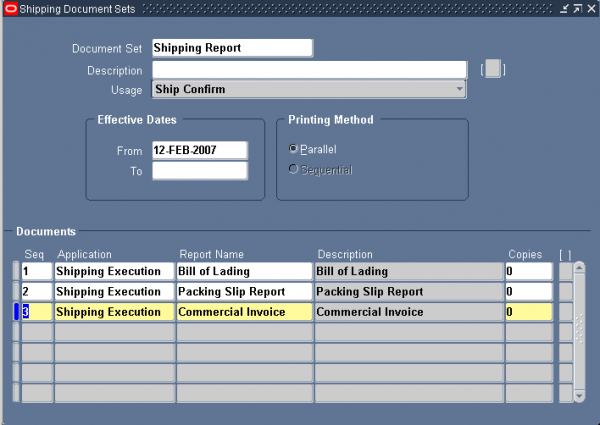 Shipping Document Sets
Document Set Shipping Report
Description [ ]
Usage Ship Confirm
Effective Dates
From 12-FEB-2007
To
Printing Method
Parallel
Sequential
Documents
Seq Application Report Name Description Copies [ ]
1 Shipping Execution Bill of Lading Bill of Lading 0
2 Shipping Execution Packing Slip Report Packing Slip Report 0
3 Shipping Execution Commercial Invoice Commercial Invoice 0